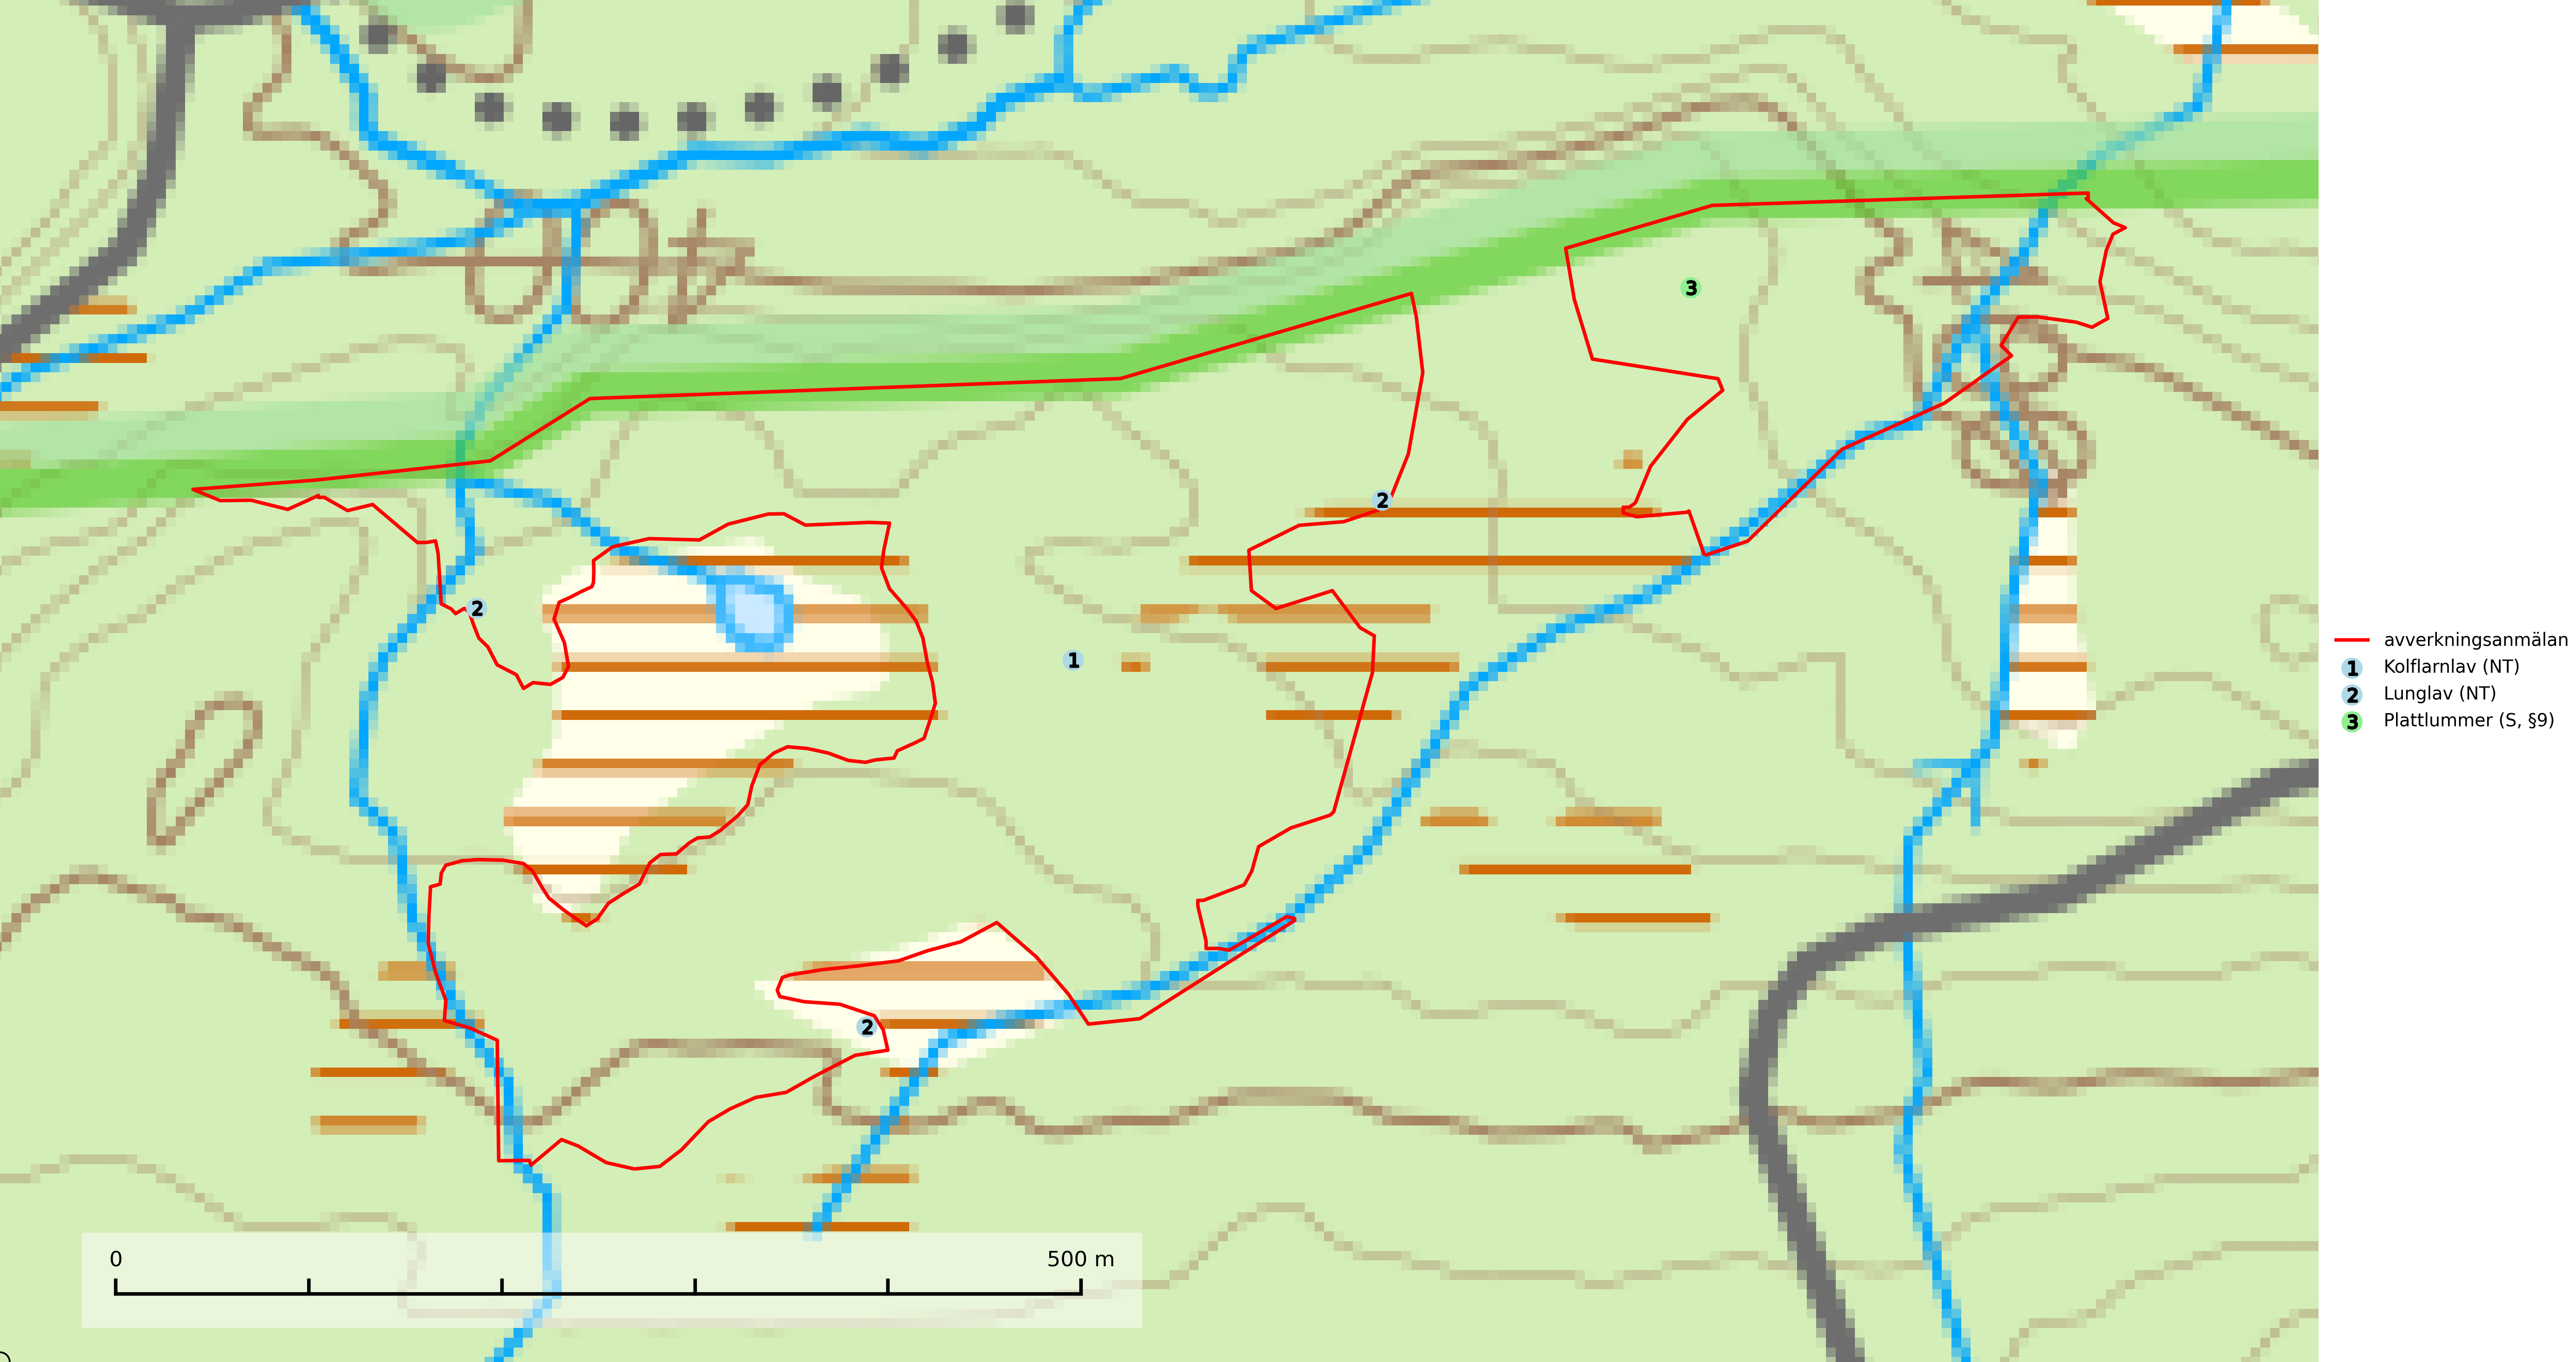 3
2
2
1
2
avverkningsanmälan
1 Kolflarnlav (NT)
2 Lunglav (NT)
3 Plattlummer (S, §9)
0 500 m